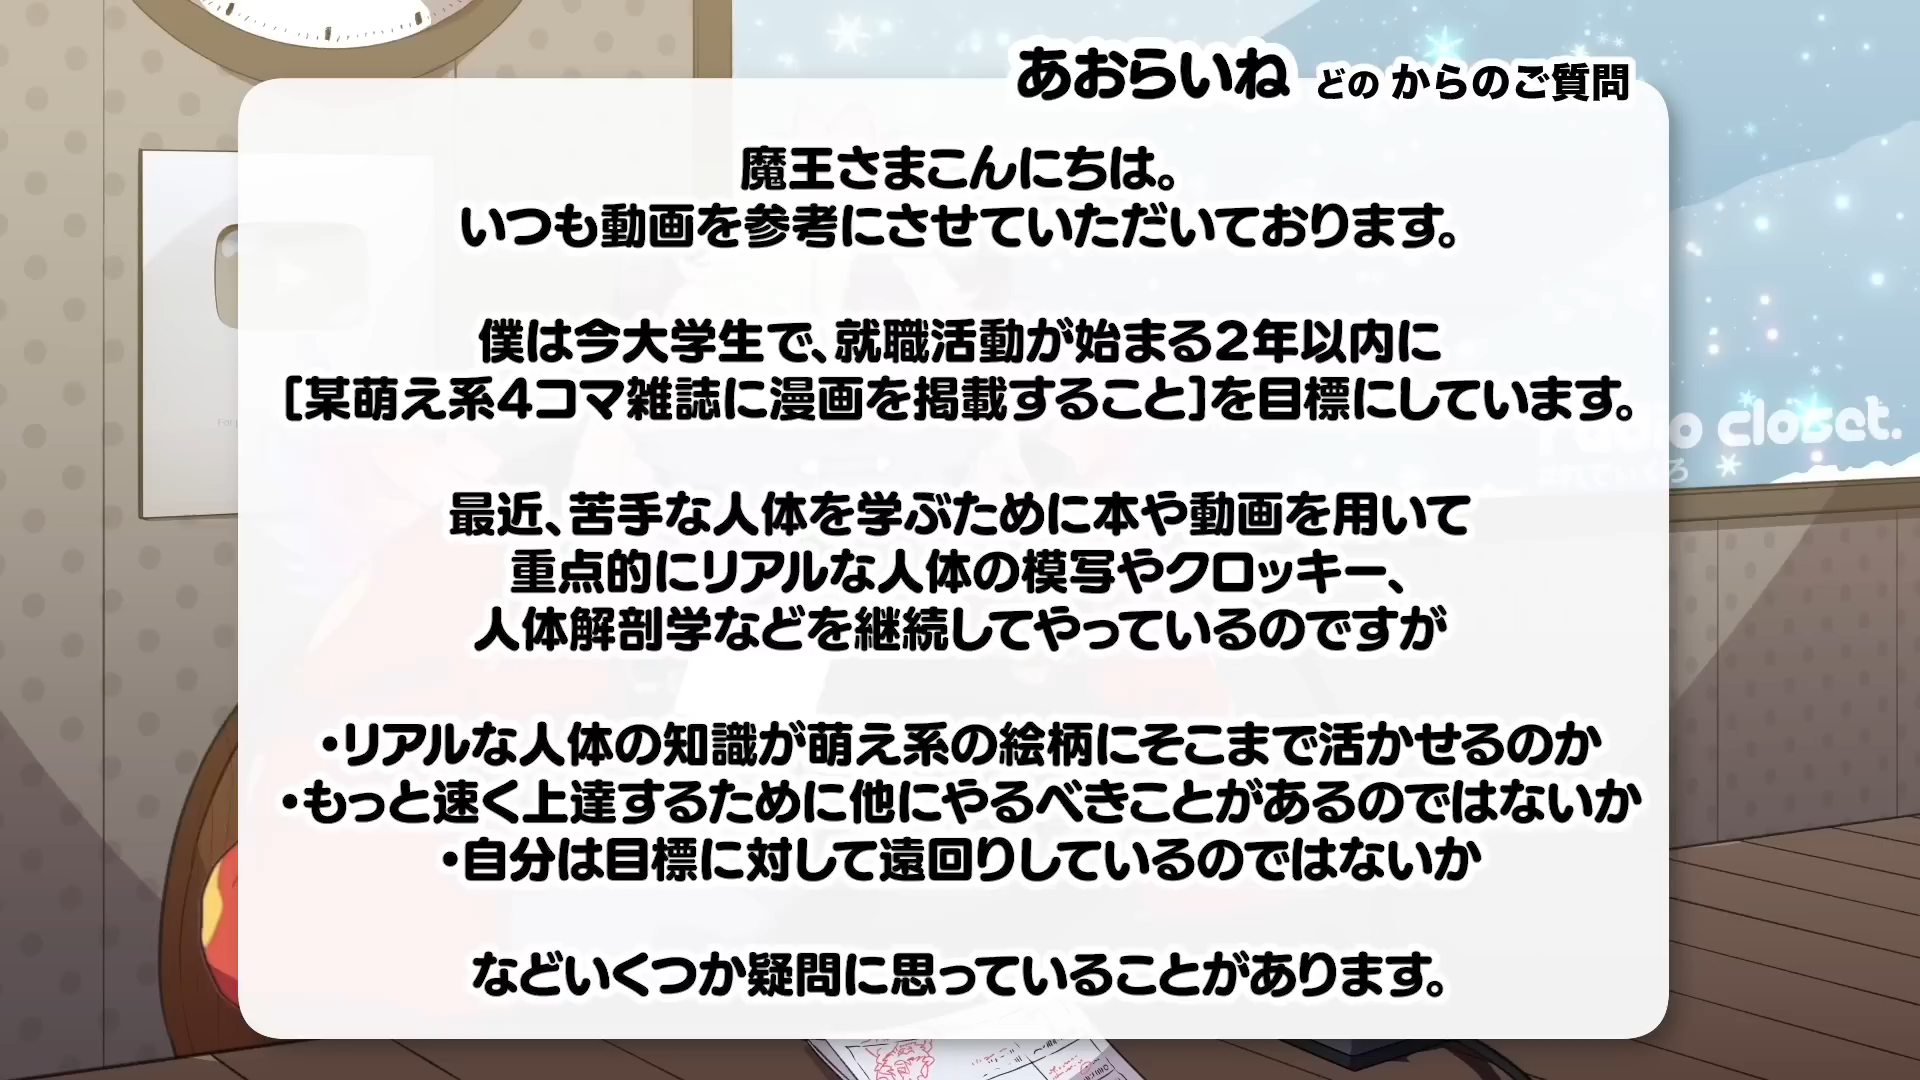 あおらいね どの からのご質問
魔王さまこんにちは。
いつも動画を参考にさせていただいております。
僕は今大学生で、就職活動が始まる2年以内に
[某萌え系4コマ雑誌に漫画を掲載すること]を目標にしています。
radio closet.
最近、苦手な人体を学ぶために本や動画を用いて
重点的にリアルな人体の模写やクロッキー、
人体解剖学などを継続してやっているのですが
・リアルな人体の知識が萌え系の絵柄にそこまで活かせるのか
・もっと速く上達するために他にやるべきことがあるのではないか
・自分は目標に対して遠回りしているのではないか
などいくつか疑問に思っていることがあります。